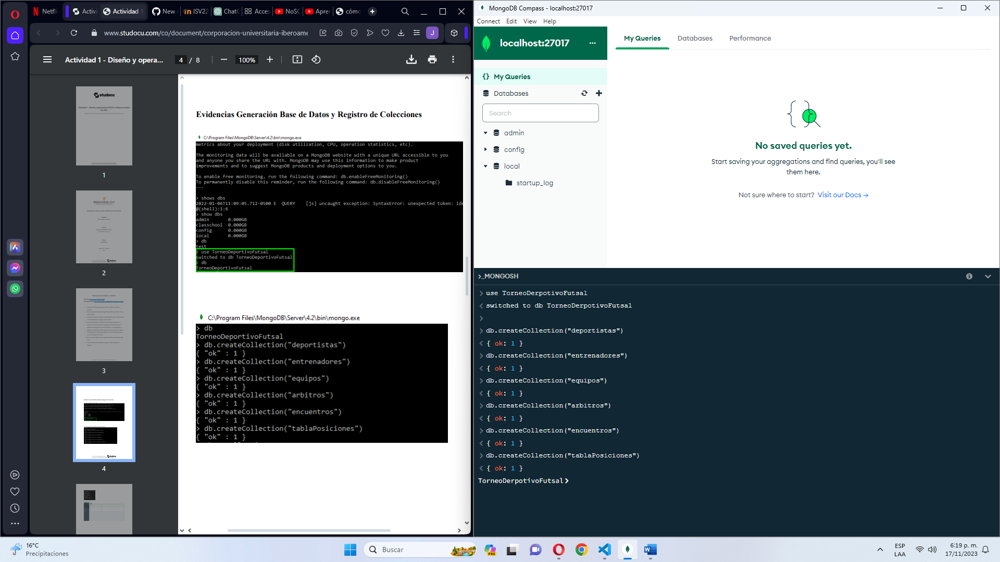 Netfli
Activi
Actividad 1
New
ISV22
ChatG
Acces
NoSC
Apre
cómo
www.studocu.com/co/document/corporacion-universitaria-iberoame
J
Actividad 1 - Diseño y opera...
4 / 8
100%
studocu
1
IBEROAMERICANA
2
3
4
Evidencias Generación Base de Datos y Registro de Colecciones
C:\Program Files\MongoDB\Server\4.2\bin\mongo.exe
metrics about your deployment (disk utilization, CPU, operation statistics, etc).
The monitoring data will be available on a MongoDB website with a unique URL accessible to you
and anyone you share the URL with. MongoDB may use this information to make product
improvements and to suggest MongoDB products and deployment options to you.
To enable free monitoring, run the following command: db.enableFreeMonitoring()
To permanently disable this reminder, run the following command: db.disableFreeMonitoring()
---
> shows dbs
2022-01-06T11:09:05.712-0500 E  QUERY    [js] uncaught exception: SyntaxError: unexpected token: ide
@(shell):1:6
> show dbs
admin       0.000GB
classchool  0.000GB
config      0.000GB
local       0.000GB
> db
test
> use TorneoDeportivoFutsal
switched to db TorneoDeportivoFutsal
> db
TorneoDeportivoFutsal
C:\Program Files\MongoDB\Server\4.2\bin\mongo.exe
> db
TorneoDeportivoFutsal
> db.createCollection("deportistas")
{ "ok" : 1 }
> db.createCollection("entrenadores")
{ "ok" : 1 }
> db.createCollection("equipos")
{ "ok" : 1 }
> db.createCollection("arbitros")
{ "ok" : 1 }
> db.createCollection("encuentros")
{ "ok" : 1 }
> db.createCollection("tablaPosiciones")
{ "ok" : 1 }
MongoDB Compass - localhost:27017
Connect Edit View Help
localhost:27017
My Queries
Databases
Performance
{} My Queries
Databases
Search
admin
config
local
startup_log
No saved queries yet.
Start saving your aggregations and find queries, you'll see
them here.
Not sure where to start? Visit our Docs →
>_MONGOSH
> use TorneoDerpotivoFutsal
< switched to db TorneoDerpotivoFutsal
>
> db.createCollection("deportistas")
< { ok: 1 }
> db.createCollection("entrenadores")
< { ok: 1 }
> db.createCollection("equipos")
< { ok: 1 }
> db.createCollection("arbitros")
< { ok: 1 }
> db.createCollection("encuentros")
< { ok: 1 }
> db.createCollection("tablaPosiciones")
< { ok: 1 }
TorneoDerpotivoFutsal>
16°C
Precipitaciones
Buscar
PRE
ESP
LAA
6:19 p. m.
17/11/2023